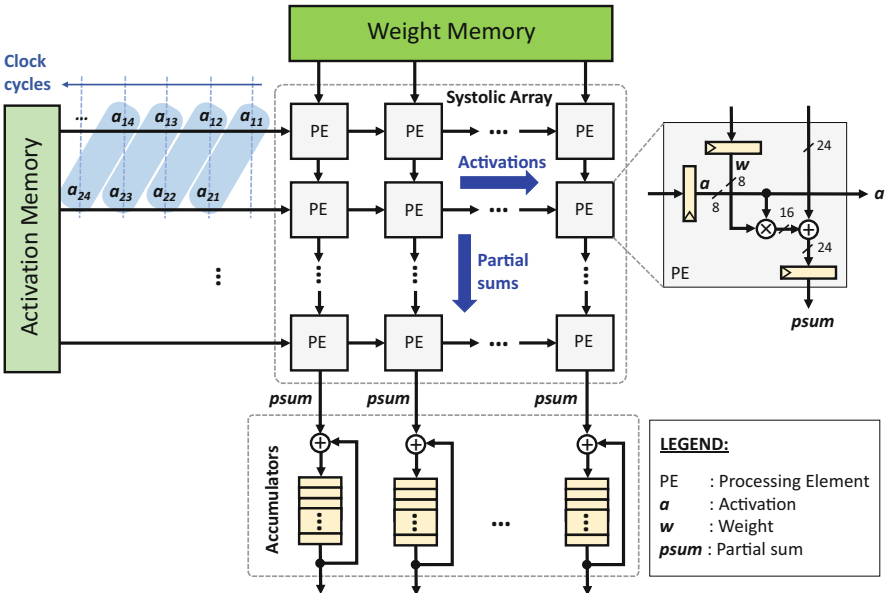 Weight Memory
Clock
cycles
Systolic Array
... a14 a13 a12 a11
a24 a23 a22 a21
Activation Memory
PE PE ... PE
Activations
PE PE ... PE
Partial
sums
PE PE ... PE
psum psum psum
Accumulators
...
24
w
a 8
8
a
16
24
PE
psum
LEGEND:
PE : Processing Element
a : Activation
w : Weight
psum : Partial sum